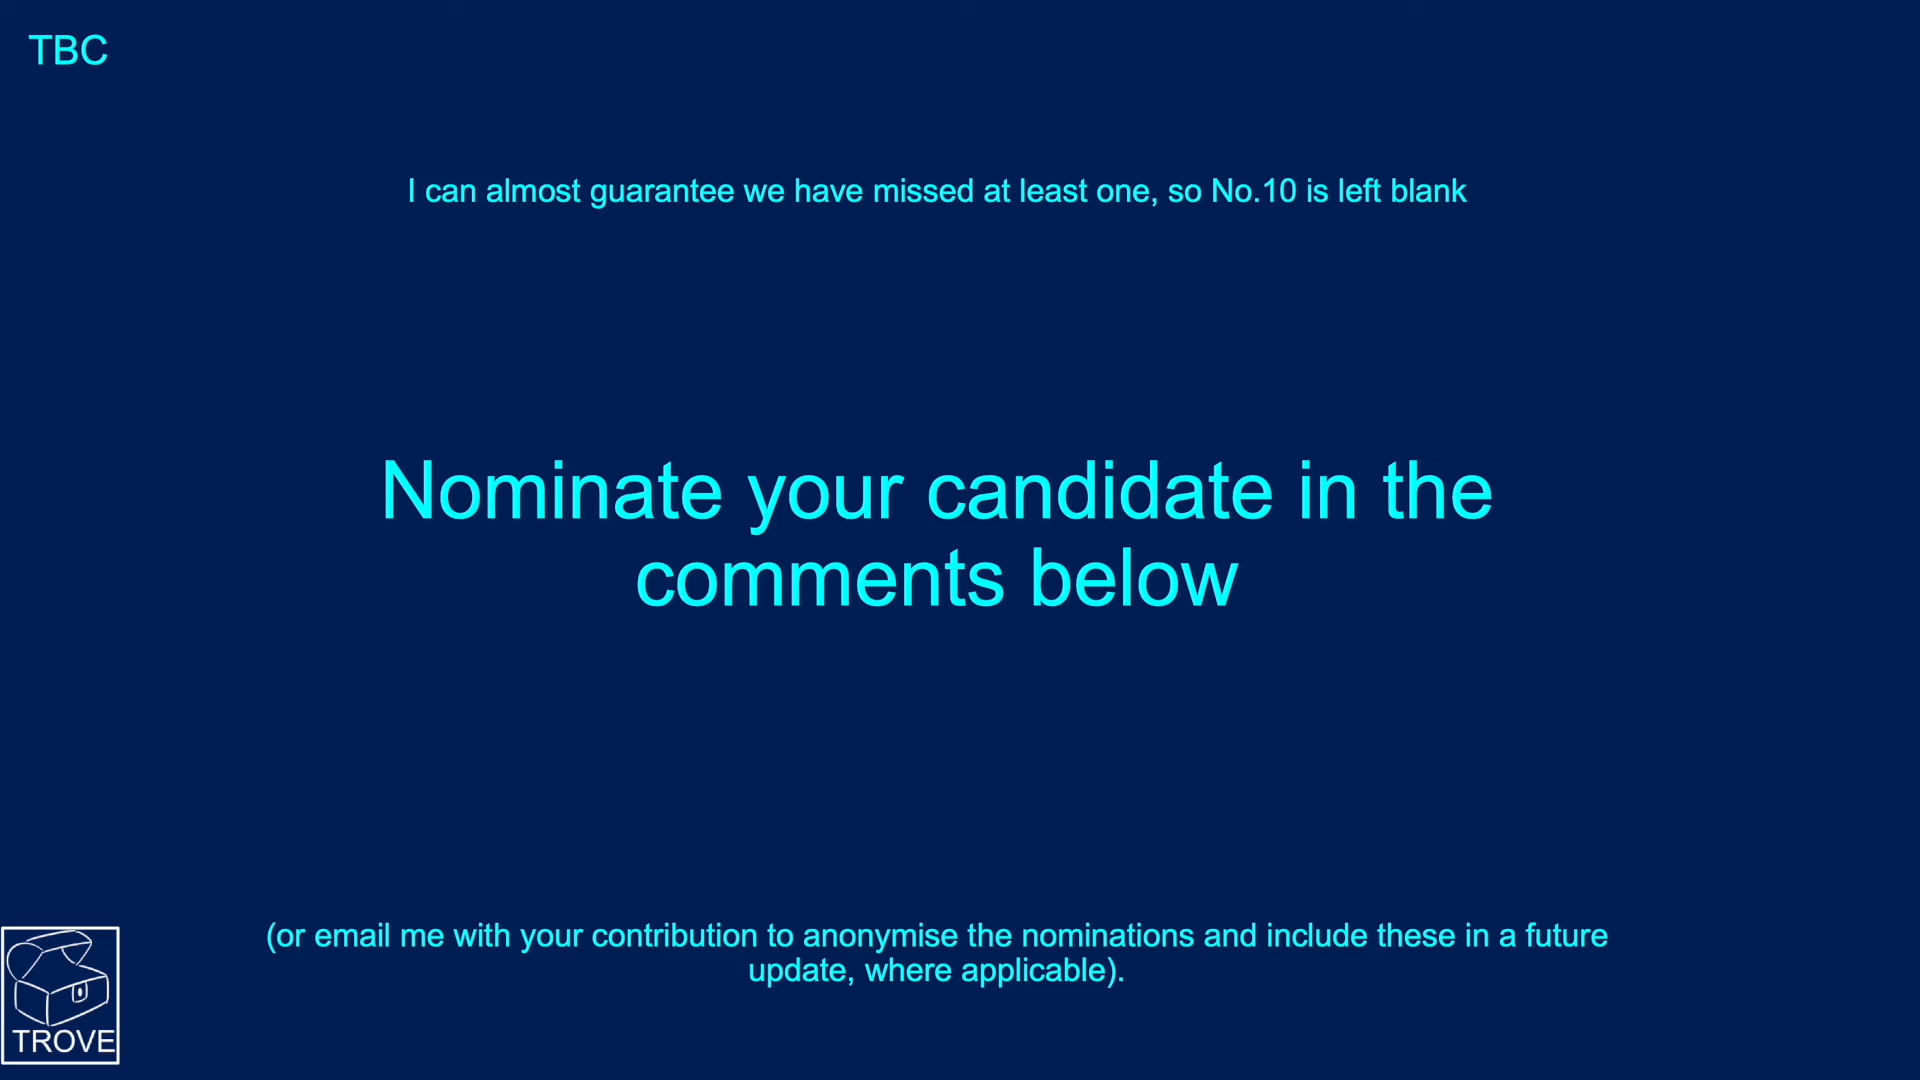 TBC
I can almost guarantee we have missed at least one, so No.10 is left blank
Nominate your candidate in the
comments below
(or email me with your contribution to anonymise the nominations and include these in a future
update, where applicable).
TROVE